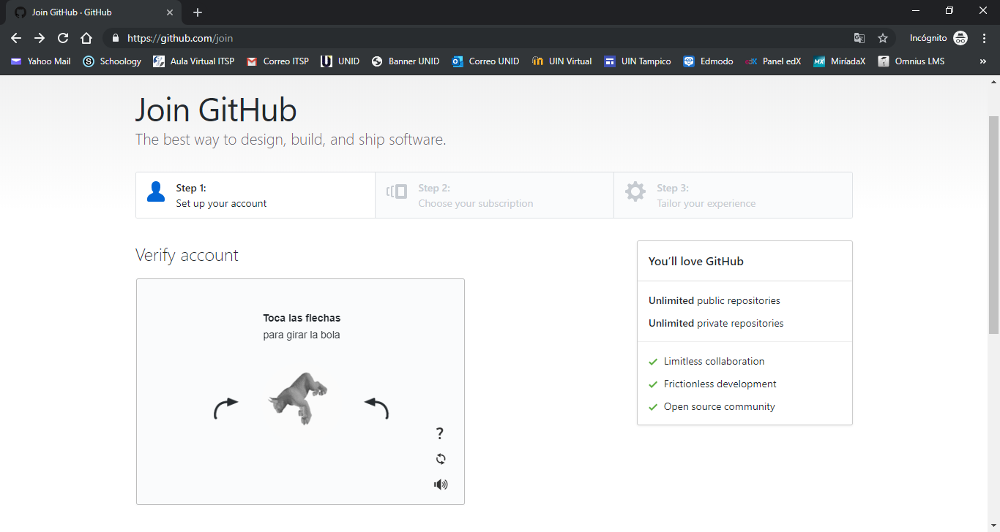 Join GitHub · GitHub
https://github.com/join
Incógnito
Yahoo Mail
Schoology
Aula Virtual ITSP
Correo ITSP
UNID
Banner UNID
Correo UNID
UIN Virtual
UIN Tampico
Edmodo
Panel edX
MiríadaX
Omnius LMS
»
Join GitHub
The best way to design, build, and ship software.
Step 1:
Set up your account
Step 2:
Choose your subscription
Step 3:
Tailor your experience
Verify account
Toca las flechas
para girar la bola
?
You'll love GitHub
Unlimited public repositories
Unlimited private repositories
Limitless collaboration
Frictionless development
Open source community